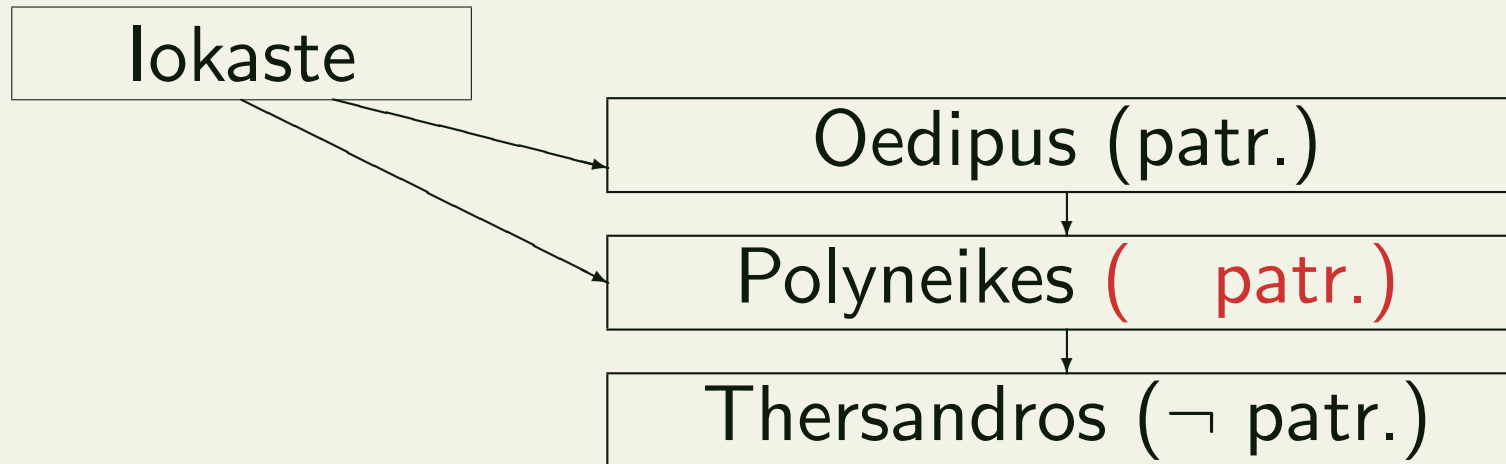 Iokaste
Oedipus (patr.)
Polyneikes ( patr.)
Thersandros (¬ patr.)